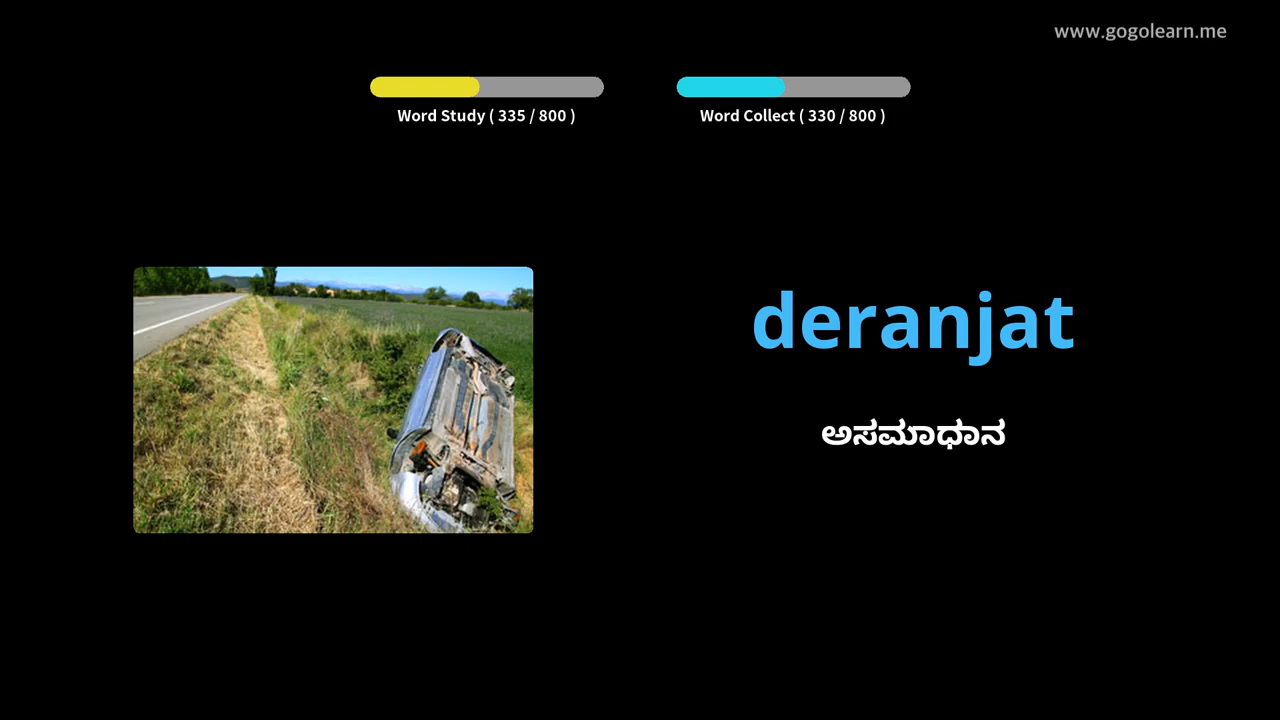 www.gogolearn.me
Word Study ( 335 / 800 )
Word Collect ( 330 / 800 )
deranjat
ಅಸಮಾಧಾನ